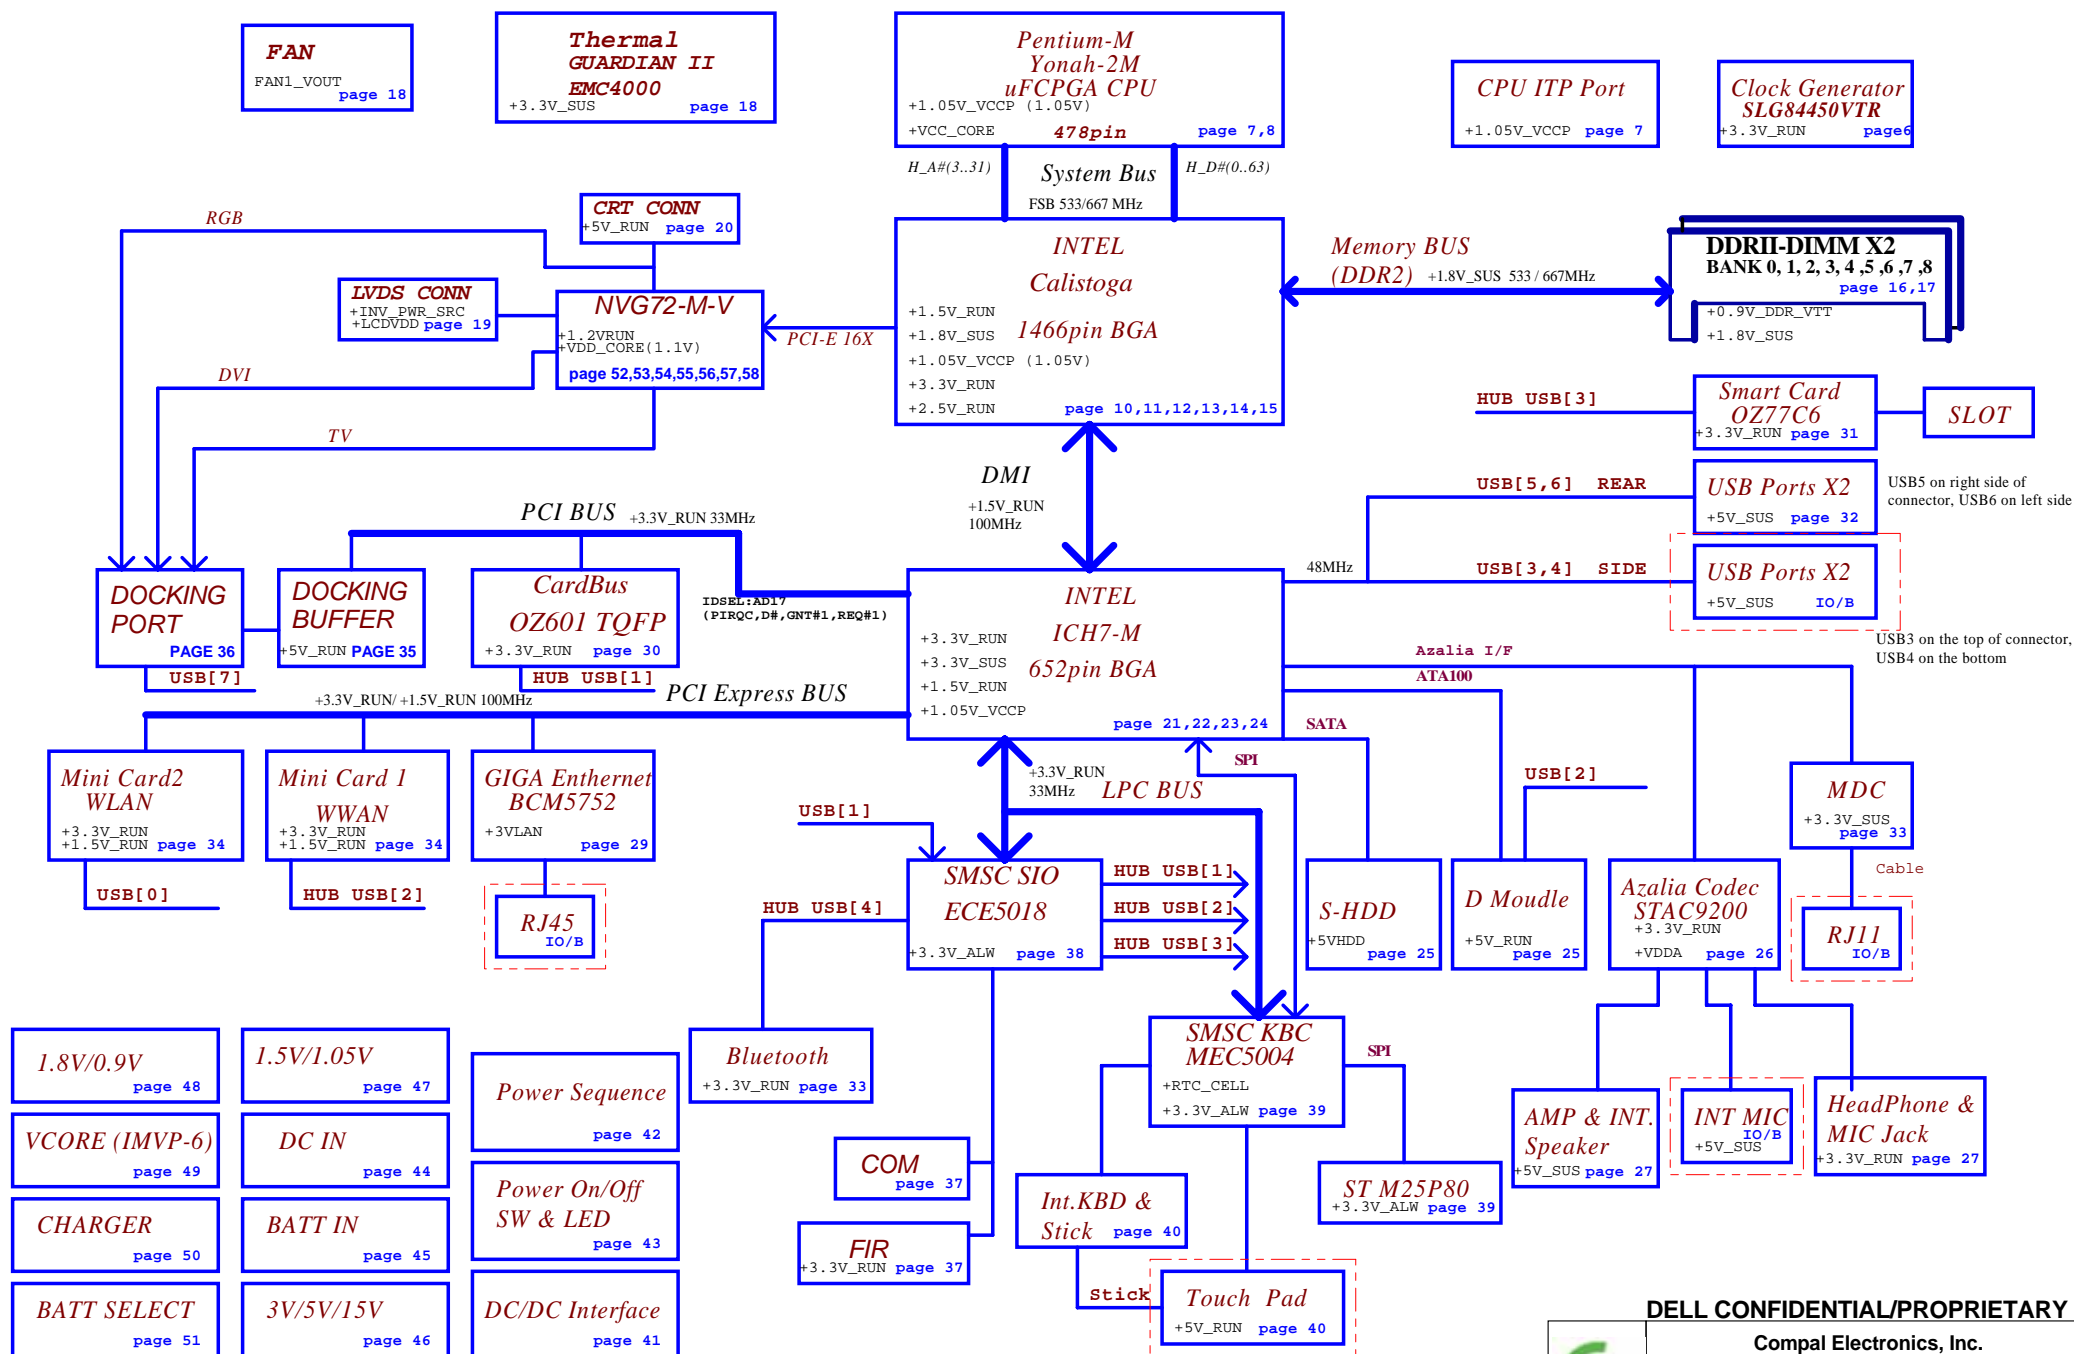 FAN
FAN1_VOUT
page 18
Thermal
GUARDIAN II
EMC4000
+3.3V_SUS page 18
Pentium-M
Yonah-2M
uFCPGA CPU
+1.05V_VCCP (1.05V)
+VCC_CORE 478pin page 7,8
CPU ITP Port
+1.05V_VCCP page 7
Clock Generator
SLG84450VTR
+3.3V_RUN page6
H_A#(3..31) System Bus H_D#(0..63)
FSB 533/667 MHz
RGB
CRT CONN
+5V_RUN page 20
LVDS CONN
+INV_PWR_SRC
+LCDVDD page 19
NVG72-M-V
+1.2VRUN
+VDD_CORE(1.1V)
page 52,53,54,55,56,57,58
PCI-E 16X
DVI
TV
INTEL
Calistoga
+1.5V_RUN
+1.8V_SUS 1466pin BGA
+1.05V_VCCP (1.05V)
+3.3V_RUN
+2.5V_RUN page 10,11,12,13,14,15
Memory BUS
(DDR2) +1.8V_SUS 533 / 667MHz
DDRII-DIMM X2
BANK 0, 1, 2, 3, 4 ,5 ,6 ,7 ,8
page 16,17
+0.9V_DDR_VTT
+1.8V_SUS
HUB USB[3]
Smart Card
OZ77C6
+3.3V_RUN page 31
SLOT
DMI
+1.5V_RUN
100MHz
USB[5,6] REAR
USB Ports X2
+5V_SUS page 32
USB5 on right side of
connector, USB6 on left side
48MHz
USB[3,4] SIDE
USB Ports X2
+5V_SUS IO/B
USB3 on the top of connector,
USB4 on the bottom
PCI BUS +3.3V_RUN 33MHz
DOCKING
PORT
PAGE 36
DOCKING
BUFFER
+5V_RUN PAGE 35
CardBus
OZ601 TQFP
+3.3V_RUN page 30
IDSEL:AD17
(PIRQC,D#,GNT#1,REQ#1)
USB[7]
HUB USB[1]
INTEL
ICH7-M
652pin BGA
+3.3V_RUN
+3.3V_SUS
+1.5V_RUN
+1.05V_VCCP
page 21,22,23,24
Azalia I/F
ATA100
SATA
SPI
+3.3V_RUN/ +1.5V_RUN 100MHz PCI Express BUS
Mini Card2
WLAN
+3.3V_RUN
+1.5V_RUN page 34
Mini Card 1
WWAN
+3.3V_RUN
+1.5V_RUN page 34
GIGA Enthernet
BCM5752
+3VLAN
page 29
USB[0]
HUB USB[2]
RJ45
IO/B
+3.3V_RUN
33MHz LPC BUS
USB[1]
SMSC SIO
ECE5018
+3.3V_ALW page 38
HUB USB[1]
HUB USB[2]
HUB USB[3]
HUB USB[4]
S-HDD
+5VHDD
page 25
USB[2]
D Moudle
+5V_RUN
page 25
Azalia Codec
STAC9200
+3.3V_RUN
+VDDA page 26
MDC
+3.3V_SUS
page 33
Cable
RJ11
IO/B
Bluetooth
+3.3V_RUN page 33
SMSC KBC
MEC5004
+RTC_CELL
+3.3V_ALW page 39
SPI
COM
page 37
FIR
+3.3V_RUN page 37
Int.KBD &
Stick page 40
ST M25P80
+3.3V_ALW page 39
AMP & INT.
Speaker
+5V_SUS page 27
INT MIC
IO/B
+5V_SUS
HeadPhone &
MIC Jack
+3.3V_RUN page 27
Stick
Touch Pad
+5V_RUN page 40
1.8V/0.9V
page 48
1.5V/1.05V
page 47
Power Sequence
page 42
VCORE (IMVP-6)
page 49
DC IN
page 44
Power On/Off
SW & LED
page 43
CHARGER
page 50
BATT IN
page 45
BATT SELECT
page 51
3V/5V/15V
page 46
DC/DC Interface
page 41
DELL CONFIDENTIAL/PROPRIETARY
Compal Electronics, Inc.